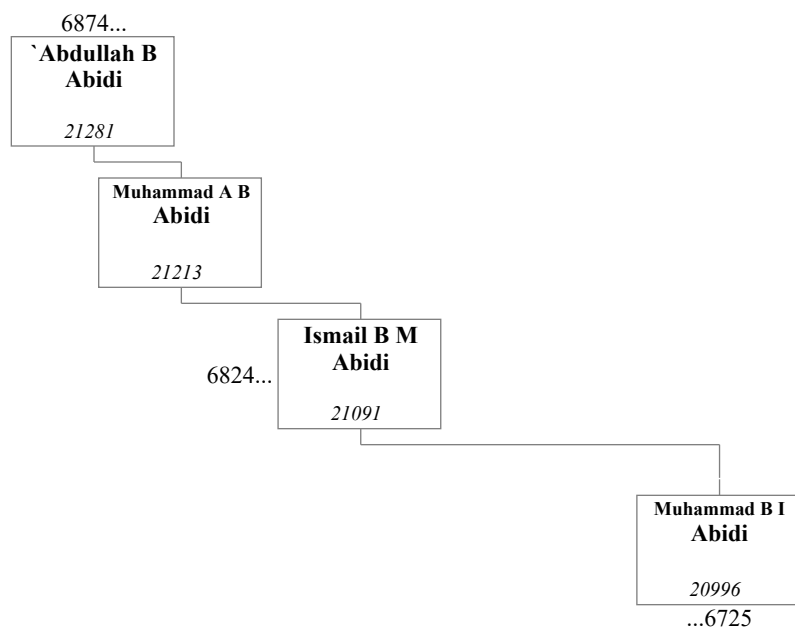 6874...
`Abdullah B
Abidi
21281
Muhammad A B
Abidi
21213
Ismail B M
Abidi
6824...
21091
Muhammad B I
Abidi
20996
...6725